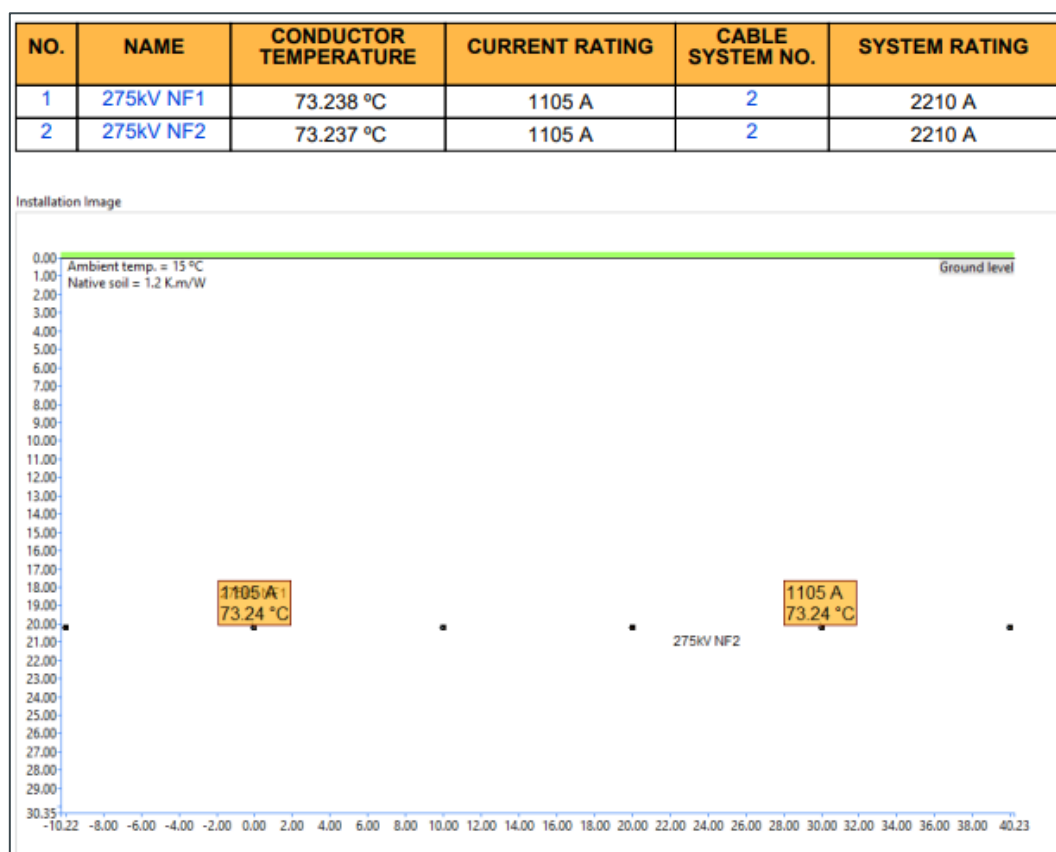 NO. NAME CONDUCTOR TEMPERATURE CURRENT RATING CABLE SYSTEM NO. SYSTEM RATING
1 275kV NF1 73.238 ºC 1105 A 2 2210 A
2 275kV NF2 73.237 ºC 1105 A 2 2210 A
Installation Image
0.00
Ambient temp. = 15 ºC
Ground level
1.00
Native soil = 1.2 K.m/W
2.00
3.00
4.00
5.00
6.00
7.00
8.00
9.00
10.00
11.00
12.00
13.00
14.00
15.00
16.00
17.00
18.00
1105 A
1105 A
19.00
73.24 °C
73.24 °C
20.00
21.00
275kV NF2
22.00
23.00
24.00
25.00
26.00
27.00
28.00
29.00
30.35
-10.22 -8.00 -6.00 -4.00 -2.00 0.00 2.00 4.00 6.00 8.00 10.00 12.00 14.00 16.00 18.00 20.00 22.00 24.00 26.00 28.00 30.00 32.00 34.00 36.00 38.00 40.23